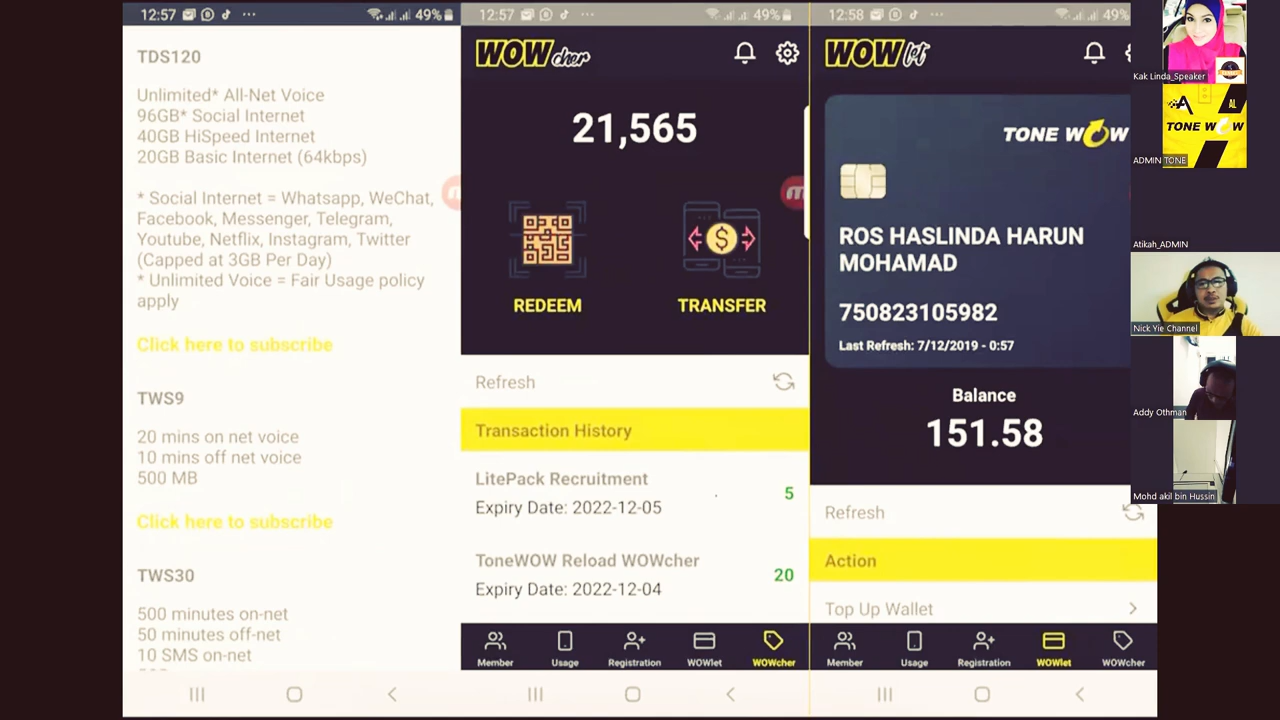 12:57
49%
TDS120
Unlimited* All-Net Voice
96GB* Social Internet
40GB HiSpeed Internet
20GB Basic Internet (64kbps)
* Social Internet = Whatsapp, WeChat,
Facebook, Messenger, Telegram,
Youtube, Netflix, Instagram, Twitter
(Capped at 3GB Per Day)
* Unlimited Voice = Fair Usage policy
apply
Click here to subscribe
TWS9
20 mins on net voice
10 mins off net voice
500 MB
Click here to subscribe
TWS30
500 minutes on-net
50 minutes off-net
10 SMS on-net
12:57
49%
WOWcher
21,565
REDEEM
TRANSFER
Refresh
Transaction History
LitePack Recruitment
5
Expiry Date: 2022-12-05
ToneWOW Reload WOWcher
20
Expiry Date: 2022-12-04
Member
Usage
Registration
WOWlet
WOWcher
12:58
49%
WOWlet
TONE WOW
ROS HASLINDA HARUN
MOHAMAD
750823105982
Last Refresh: 7/12/2019 - 0:57
Balance
151.58
Refresh
Action
Top Up Wallet
Member
Usage
Registration
WOWlet
WOWcher
Kak Linda_Speaker
AL
TONE WOW
ADMIN TONE
Atikah_ADMIN
Nick Yie Channel
Addy Othman
Mohd akil bin Hussin